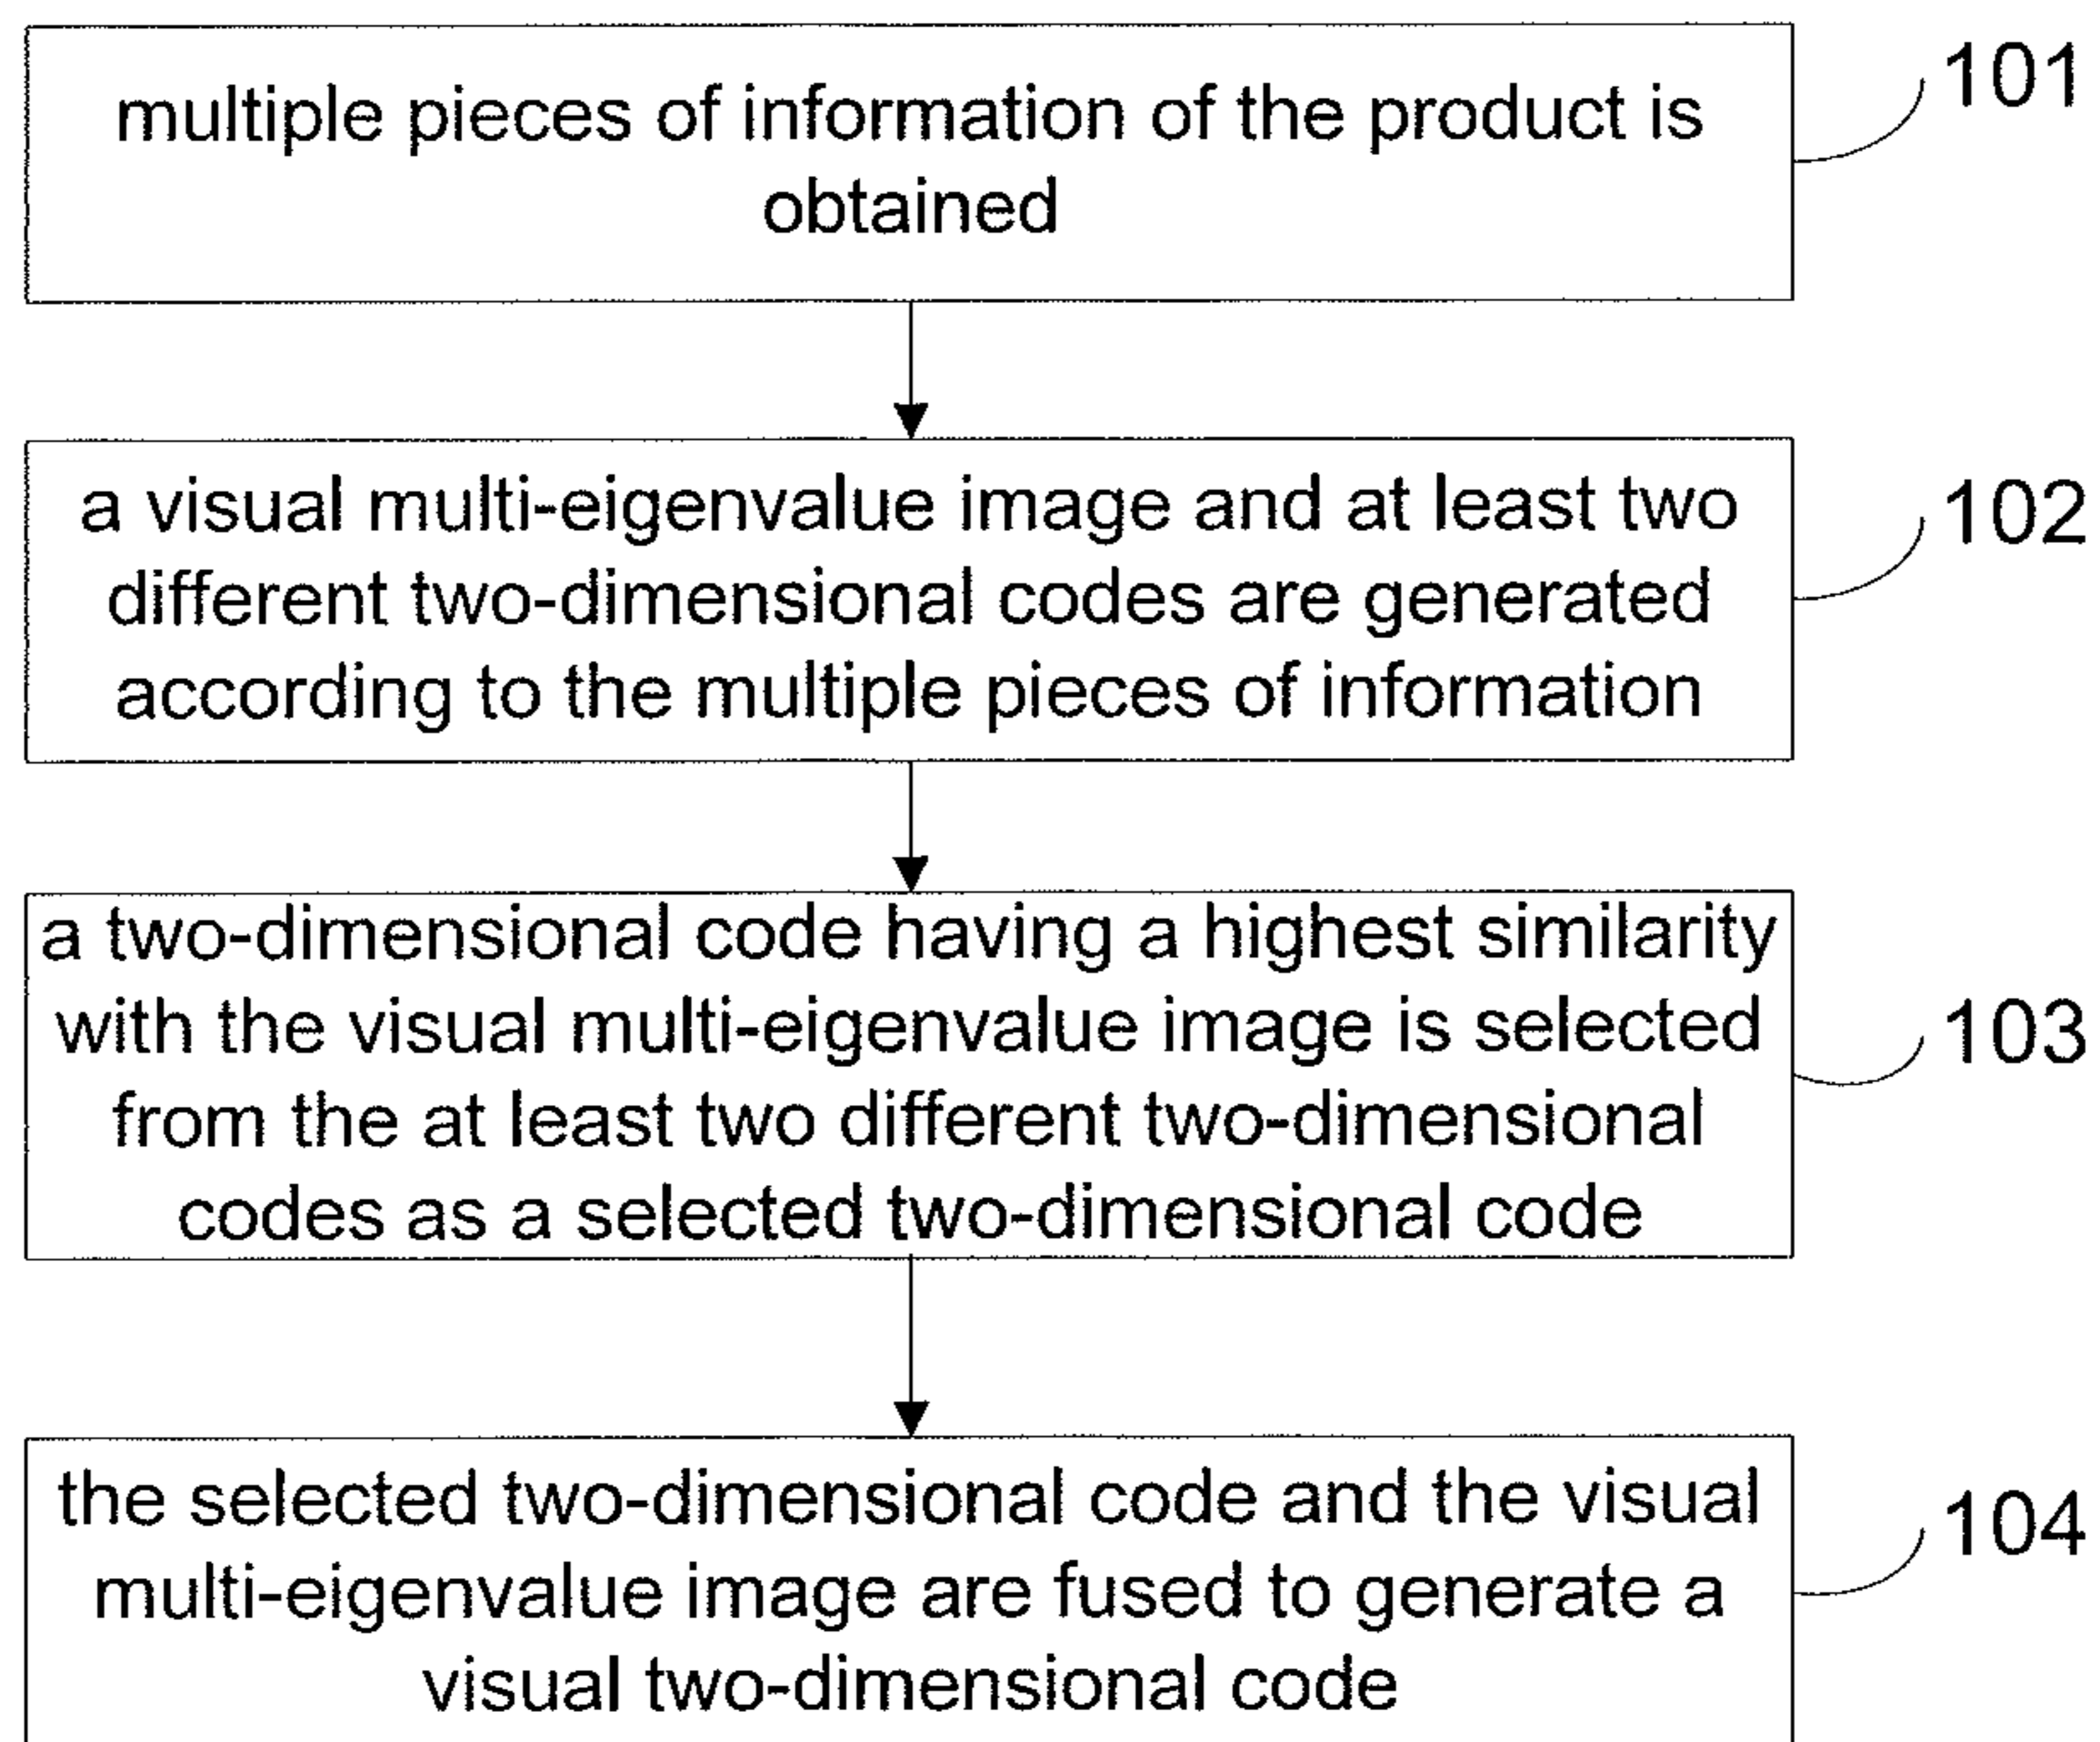 multiple pieces of information of the product is
obtained
101
a visual multi-eigenvalue image and at least two
different two-dimensional codes are generated
according to the multiple pieces of information
102
a two-dimensional code having a highest similarity
with the visual multi-eigenvalue image is selected
from the at least two different two-dimensional
codes as a selected two-dimensional code
103
the selected two-dimensional code and the visual
multi-eigenvalue image are fused to generate a
visual two-dimensional code
104